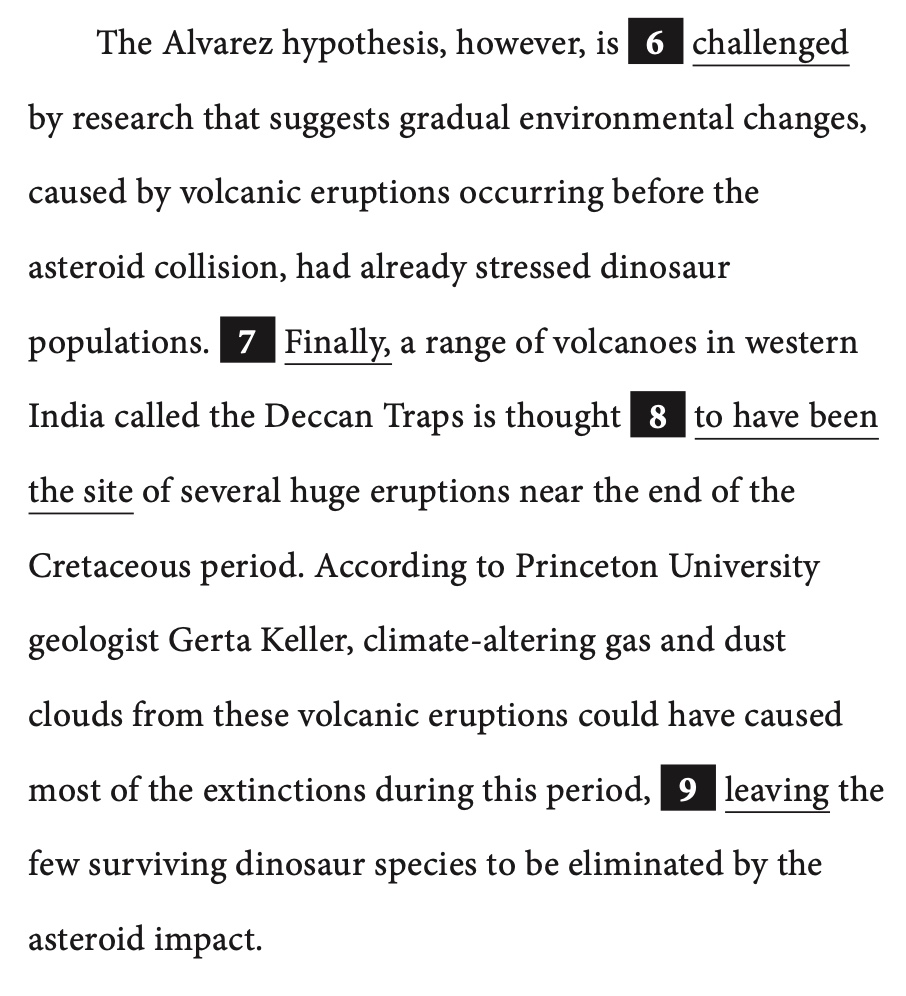 The Alvarez hypothesis, however, is 6 challenged
by research that suggests gradual environmental changes,
caused by volcanic eruptions occurring before the
asteroid collision, had already stressed dinosaur
populations. 7 Finally, a range of volcanoes in western
India called the Deccan Traps is thought 8 to have been
the site of several huge eruptions near the end of the
Cretaceous period. According to Princeton University
geologist Gerta Keller, climate-altering gas and dust
clouds from these volcanic eruptions could have caused
most of the extinctions during this period, 9 leaving the
few surviving dinosaur species to be eliminated by the
asteroid impact.